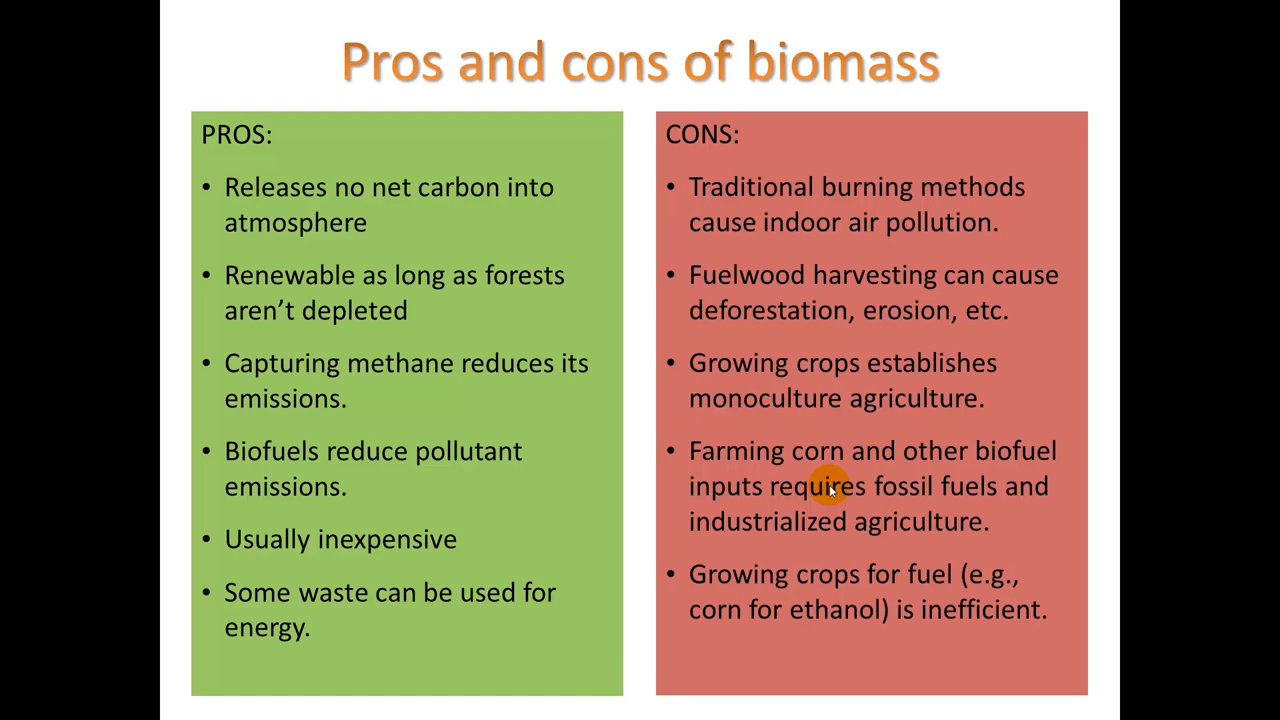 Pros and cons of biomass
PROS:
• Releases no net carbon into
atmosphere
• Renewable as long as forests
aren’t depleted
• Capturing methane reduces its
emissions.
• Biofuels reduce pollutant
emissions.
• Usually inexpensive
• Some waste can be used for
energy.
CONS:
• Traditional burning methods
cause indoor air pollution.
• Fuelwood harvesting can cause
deforestation, erosion, etc.
• Growing crops establishes
monoculture agriculture.
• Farming corn and other biofuel
inputs requires fossil fuels and
industrialized agriculture.
• Growing crops for fuel (e.g.,
corn for ethanol) is inefficient.